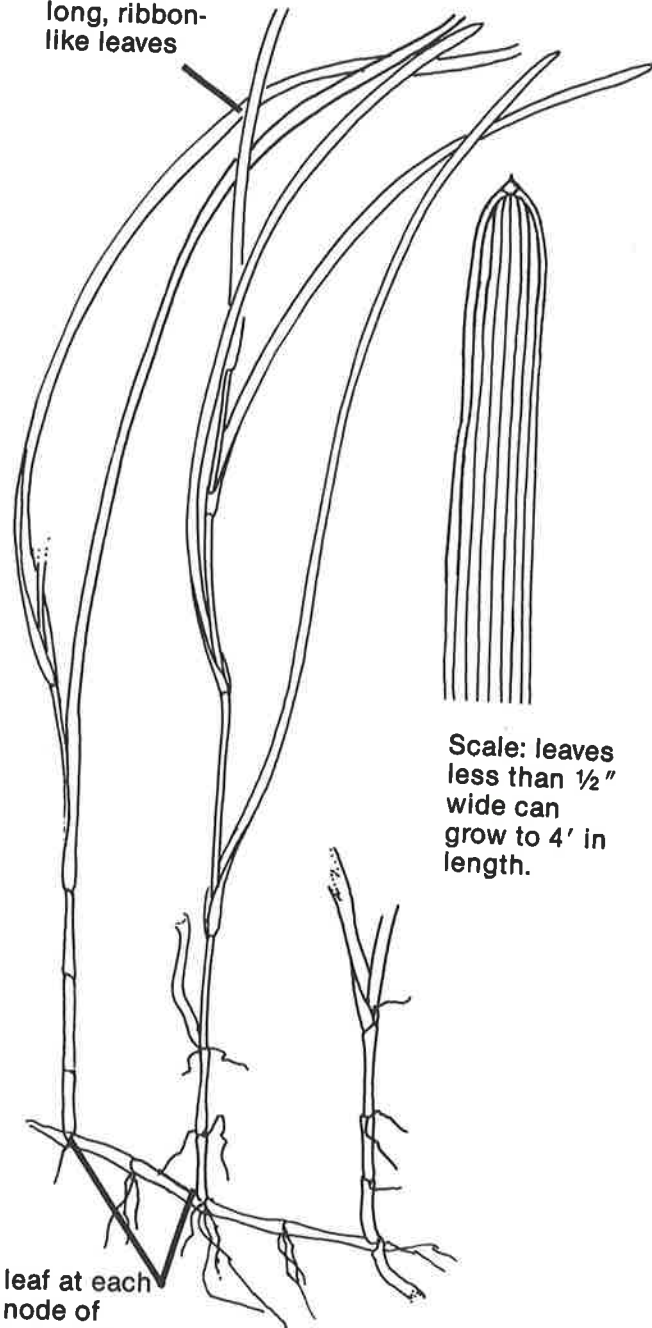 long, ribbon-
like leaves
Scale: leaves
less than ½"
wide can
grow to 4' in
length.
leaf at each
node of